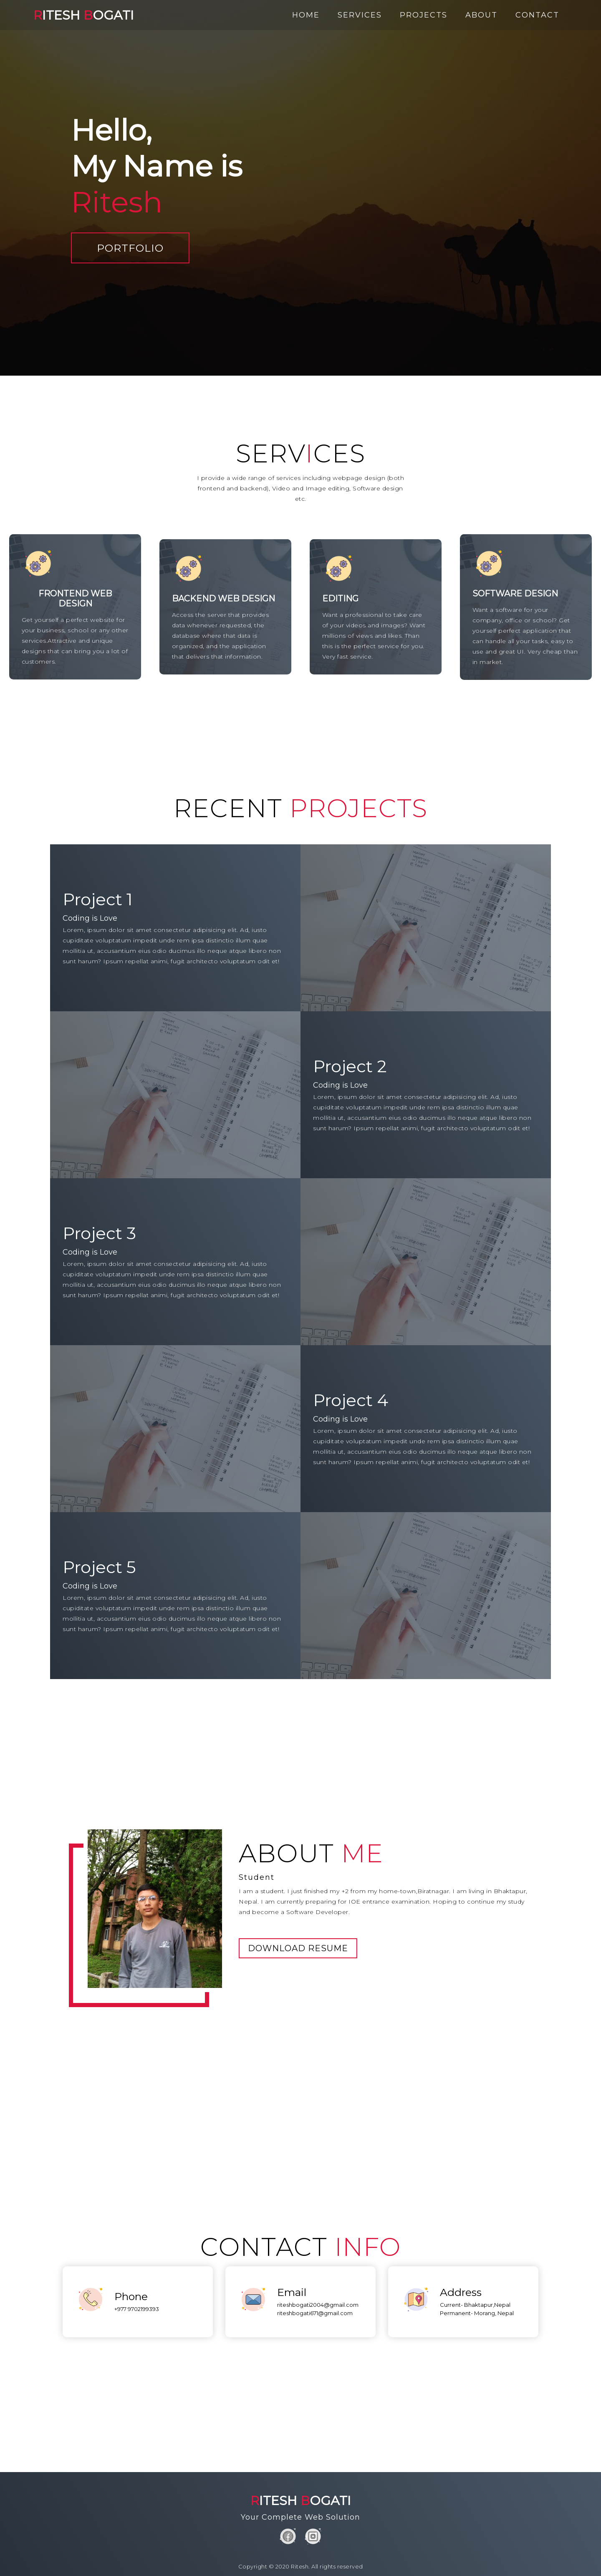 RITESH BOGATI
HOME SERVICES PROJECTS ABOUT CONTACT
Hello,
My Name is
Ritesh
PORTFOLIO
SERVICES
I provide a wide range of services including webpage design (both
frontend and backend), Video and Image editing, Software design
etc.
FRONTEND WEB
DESIGN
Get yourself a perfect website for
your business, school or any other
services.Attractive and unique
designs that can bring you a lot of
customers.
BACKEND WEB DESIGN
Access the server that provides
data whenever requested, the
database where that data is
organized, and the application
that delivers that information.
EDITING
Want a professional to take care
of your videos and images? Want
millions of views and likes. Than
this is the perfect service for you.
Very fast service.
SOFTWARE DESIGN
Want a software for your
company, office or school? Get
yourself perfect application that
can handle all your tasks, easy to
use and great UI. Very cheap than
in market.
RECENT PROJECTS
Project 1
Coding is Love
Lorem, ipsum dolor sit amet consectetur adipisicing elit. Ad, iusto
cupiditate voluptatum impedit unde rem ipsa distinctio illum quae
mollitia ut, accusantium eius odio ducimus illo neque atque libero non
sunt harum? Ipsum repellat animi, fugit architecto voluptatum odit et!
Project 2
Coding is Love
Lorem, ipsum dolor sit amet consectetur adipisicing elit. Ad, iusto
cupiditate voluptatum impedit unde rem ipsa distinctio illum quae
mollitia ut, accusantium eius odio ducimus illo neque atque libero non
sunt harum? Ipsum repellat animi, fugit architecto voluptatum odit et!
Project 3
Coding is Love
Lorem, ipsum dolor sit amet consectetur adipisicing elit. Ad, iusto
cupiditate voluptatum impedit unde rem ipsa distinctio illum quae
mollitia ut, accusantium eius odio ducimus illo neque atque libero non
sunt harum? Ipsum repellat animi, fugit architecto voluptatum odit et!
Project 4
Coding is Love
Lorem, ipsum dolor sit amet consectetur adipisicing elit. Ad, iusto
cupiditate voluptatum impedit unde rem ipsa distinctio illum quae
mollitia ut, accusantium eius odio ducimus illo neque atque libero non
sunt harum? Ipsum repellat animi, fugit architecto voluptatum odit et!
Project 5
Coding is Love
Lorem, ipsum dolor sit amet consectetur adipisicing elit. Ad, iusto
cupiditate voluptatum impedit unde rem ipsa distinctio illum quae
mollitia ut, accusantium eius odio ducimus illo neque atque libero non
sunt harum? Ipsum repellat animi, fugit architecto voluptatum odit et!
ABOUT ME
Student
I am a student. I just finished my +2 from my home-town,Biratnagar. I am living in Bhaktapur,
Nepal. I am currently preparing for IOE entrance examination. Hroping to continue my study
and become a Software Developer.
DOWNLOAD RESUME
CONTACT INFO
Phone
+977 9702199393
Email
riteshbogati2004@gmail.com
riteshbogati671@gmail.com
Address
Current- Bhaktapur,Nepal
Permanent- Morang, Nepal
RITESH BOGATI
Your Complete Web Solution
Copyright © 2020 Ritesh. All rights reserved